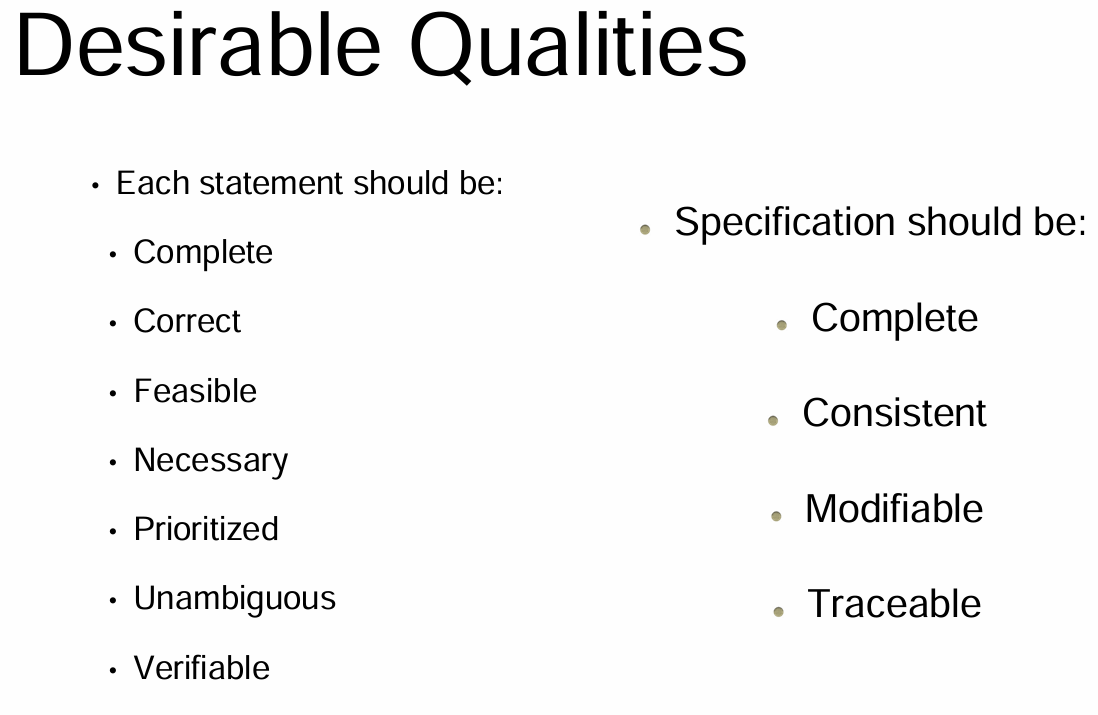 Desirable Qualities
• Each statement should be:
• Complete
• Correct
• Feasible
• Necessary
• Prioritized
• Unambiguous
• Verifiable
• Specification should be:
• Complete
• Consistent
• Modifiable
• Traceable